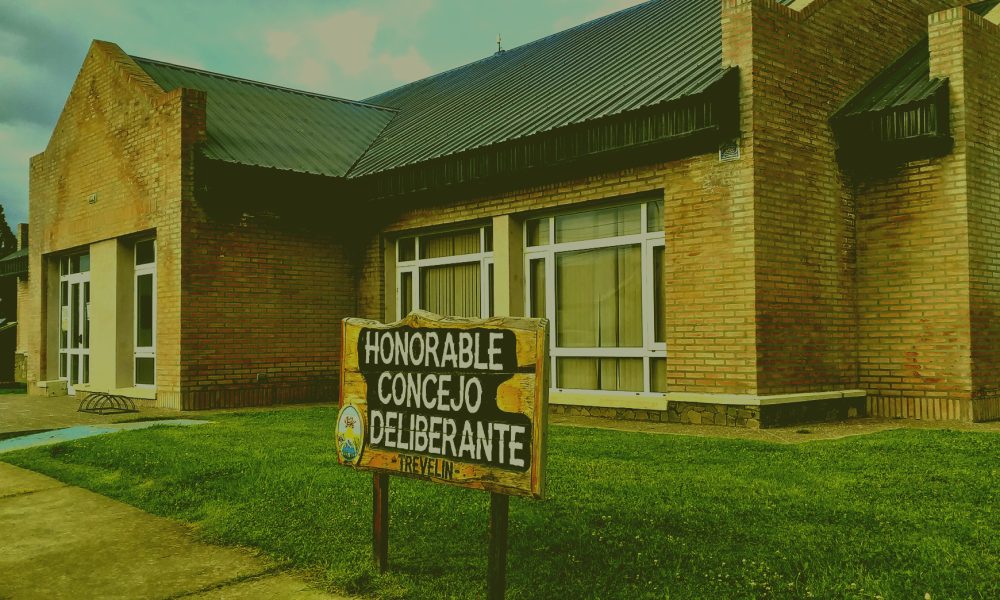 HONORABLE
CONCEJO
DELIBERANTE
-TREVELIN-